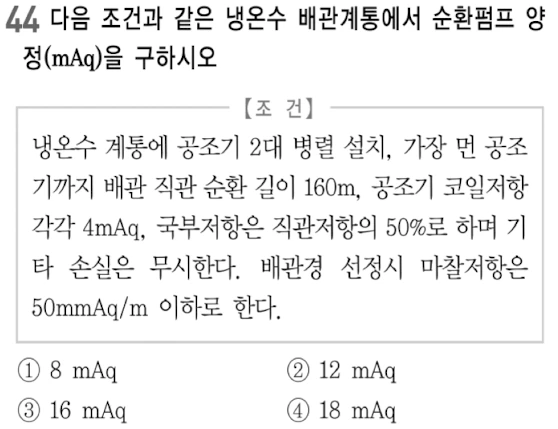 44 다음 조건과 같은 냉온수 배관계통에서 순환펌프 양
정(mAq)을 구하시오
【조 건】
냉온수 계통에 공조기 2대 병렬 설치, 가장 먼 공조
기까지 배관 직관 순환 길이 160m, 공조기 코일저항
각각 4mAq, 국부저항은 직관저항의 50%로 하며 기
타 손실은 무시한다. 배관경 선정시 마찰저항은
50mmAq/m 이하로 한다.
① 8 mAq ② 12 mAq
③ 16 mAq ④ 18 mAq